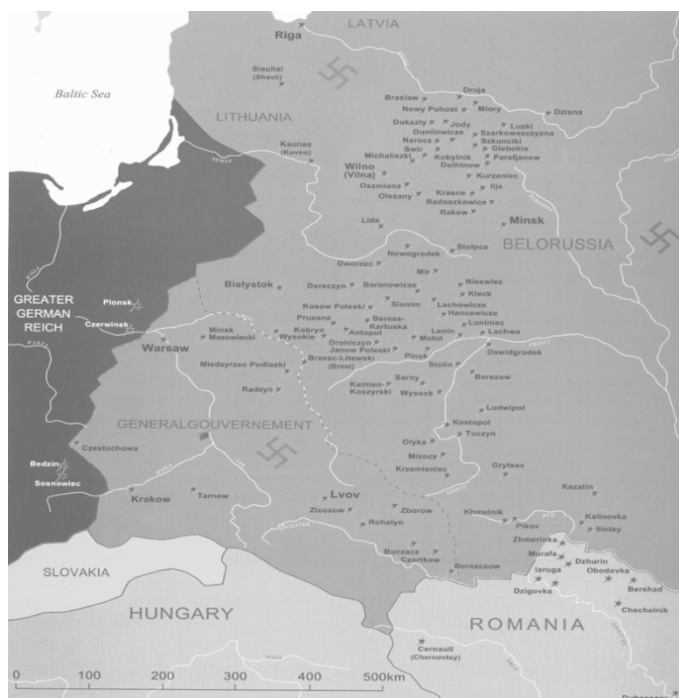 LATVIA
Riga
Siauliai
(Shavli)
Baltic Sea
LITHUANIA
Braslaw
Druja
Nowy Pohost
Miory
Dzisna
Dukszty
Jody
Luzki
Dunilowicze
Szarkowszczyzna
Kaunas
(Kovno)
Narocz
Szkunciki
Swir
Glebokie
Michaliszki
Kobylnik
Parafjanow
Dolhinow
Wilno
(Vilna)
Kurzeniec
Oszmiana
Krasne
Ilja
Olszany
Radoszkowice
Rakow
Lida
Minsk
BELORUSSIA
Nowogrodek
Stolpce
Dworzec
Mir
Bialystok
Dereczyn
Baranowicze
Nieswiez
Kleck
GREATER
GERMAN
REICH
Plonsk
Kosow Poleski
Slonim
Lachowicze
Hancewicze
Czerwinsk
Pruzana
Bereza-
Kartuska
Luniniec
Minsk
Mazowiecki
Kobryn
Antopol
Lenin
Lachwa
Wysokie
Motol
Warsaw
Drohiczyn
Janow Poleski
Pinsk
Dawidgrodek
Miedzyrzec Podlaski
Brzesc-Litewski
(Brest)
Stolin
Berezow
Radzyn
Kamien-
Koszyrski
Sarny
Wysock
Ludwipol
GENERALGOUVERNEMENT
Kostopol
Tuczyn
Czestochowa
Olyka
Mizocz
Bedzin
Krzemieniec
Grytsev
Sosnowiec
Krakow
Tarnow
Lvov
Kazatin
Zloczow
Zborow
Khmelnik
Kalinovka
Rohatyn
Pikov
Ilintsy
Zhmerinka
Buczacz
Murafa
Czortkow
Dzhurin
SLOVAKIA
Borszczow
Iaruga
Obodovka
Dzigovka
Bershad
Chechelnik
HUNGARY
ROMANIA
Cernauti
(Chernovtsy)
0 100 200 300 400 500km